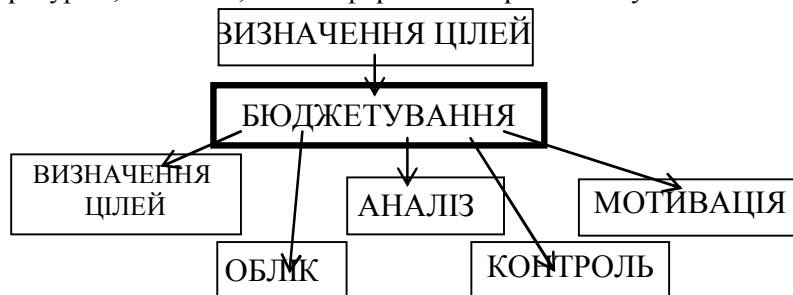 ВИЗНАЧЕННЯ ЦІЛЕЙ
БЮДЖЕТУВАННЯ
ВИЗНАЧЕННЯ
ЦІЛЕЙ
АНАЛІЗ
МОТИВАЦІЯ
ОБЛІК
КОНТРОЛЬ